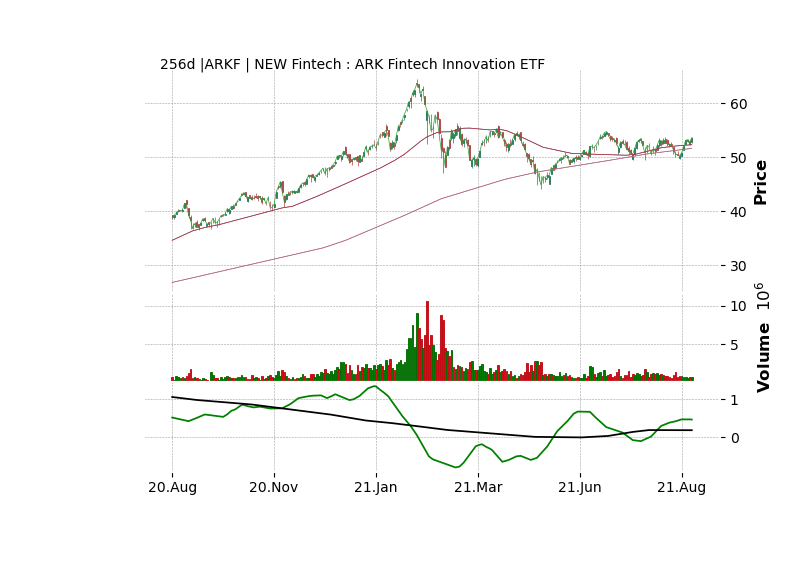 256d |ARKF | NEW Fintech : ARK Fintech Innovation ETF
60
50
40
30
Price
10
5
Volume 10^6
1
0
20.Aug 20.Nov 21.Jan 21.Mar 21.Jun 21.Aug